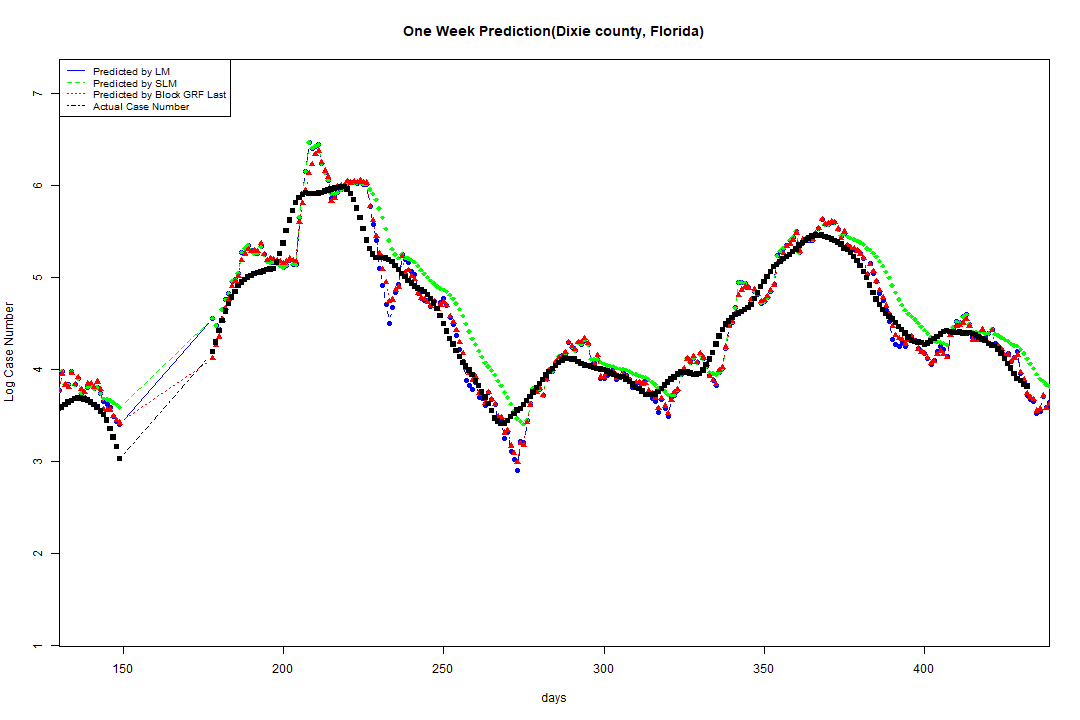 One Week Prediction(Dixie county, Florida)
Predicted by LM
Predicted by SLM
Predicted by Block GRF Last
Actual Case Number
7
6
5
4
3
2
1
Log Case Number
150 200 250 300 350 400
days